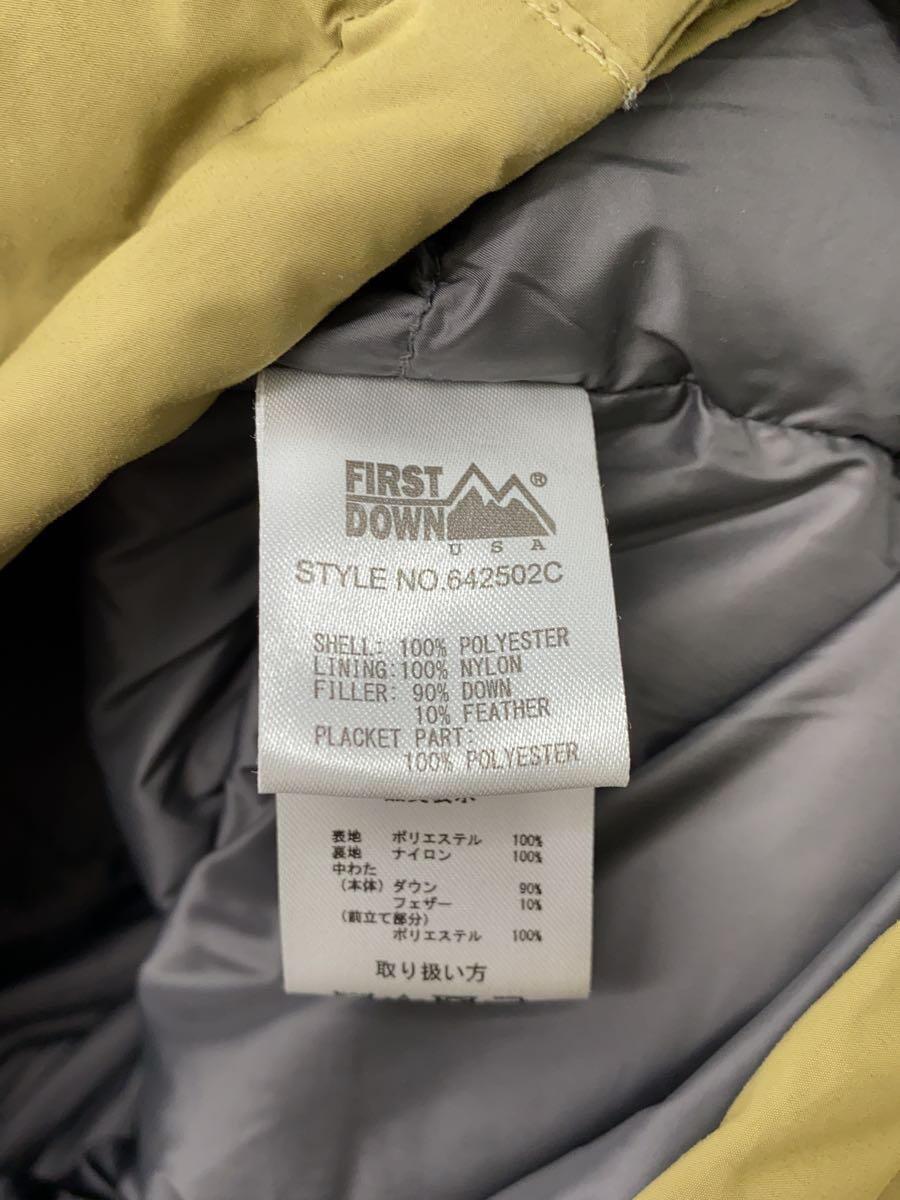 FIRST
DOWN
®
USA
STYLE NO.642502C
SHELL: 100% POLYESTER
LINING:100% NYLON
FILLER: 90% DOWN
10% FEATHER
PLACKET PART:
100% POLYESTER
表地 ポリエステル 100%
裏地 ナイロン 100%
中わた
(本体) ダウン 90%
フェザー 10%
(前立て部分)
ポリエステル 100%
取り扱い方